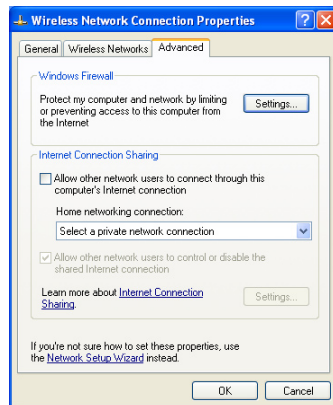 Wireless Network Connection Properties
General
Wireless Networks
Advanced
Windows Firewall
Protect my computer and network by limiting
or preventing access to this computer from
the Internet
Settings...
Internet Connection Sharing
Allow other network users to connect through this
computer's Internet connection
Home networking connection:
Select a private network connection
Allow other network users to control or disable the
shared Internet connection
Learn more about Internet Connection
Sharing.
Settings...
If you're not sure how to set these properties, use
the Network Setup Wizard instead.
OK
Cancel